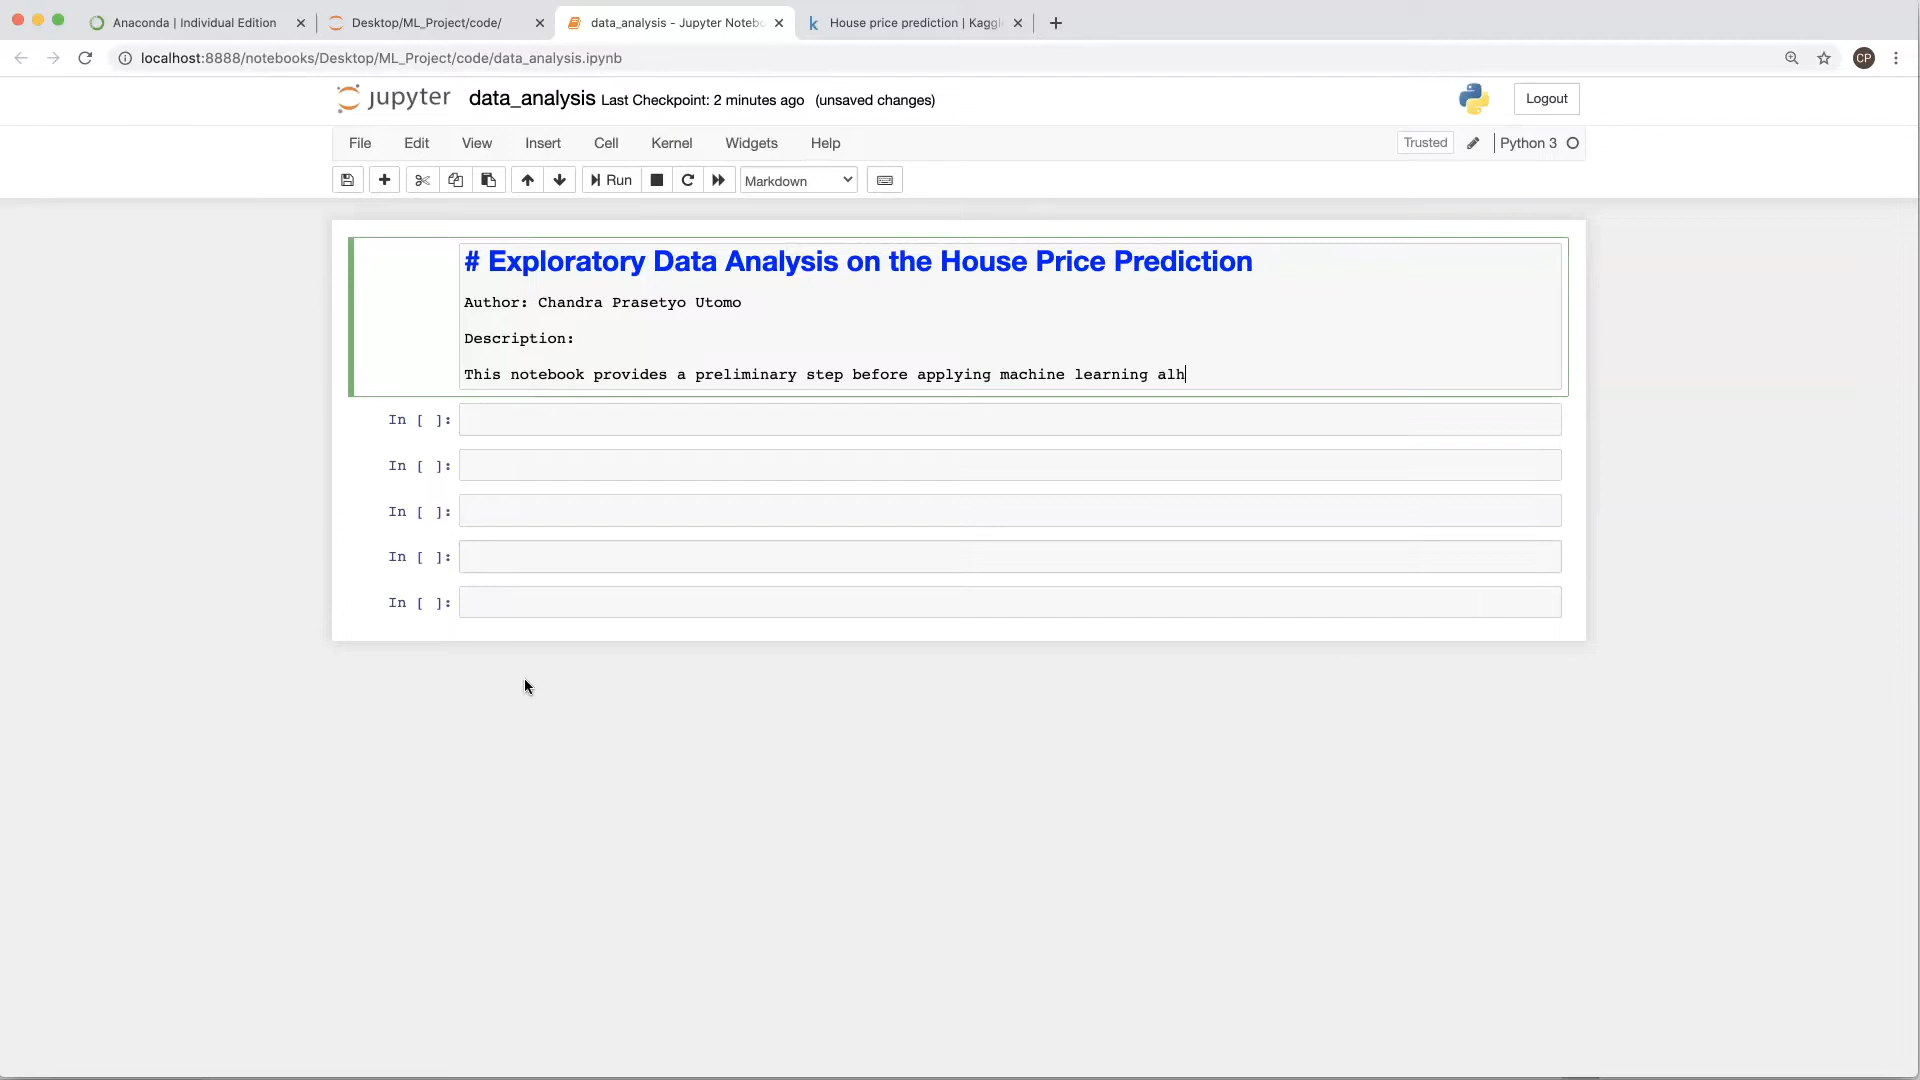 Anaconda | Individual Edition
Desktop/ML_Project/code/
data_analysis - Jupyter Notebo
House price prediction | Kaggl
localhost:8888/notebooks/Desktop/ML_Project/code/data_analysis.ipynb
CP
jupyter data_analysis Last Checkpoint: 2 minutes ago (unsaved changes)
Logout
File Edit View Insert Cell Kernel Widgets Help
Trusted
Python 3
Run
Markdown
# Exploratory Data Analysis on the House Price Prediction
Author: Chandra Prasetyo Utomo
Description:
This notebook provides a preliminary step before applying machine learning alh
In [ ]:
In [ ]:
In [ ]:
In [ ]:
In [ ]: